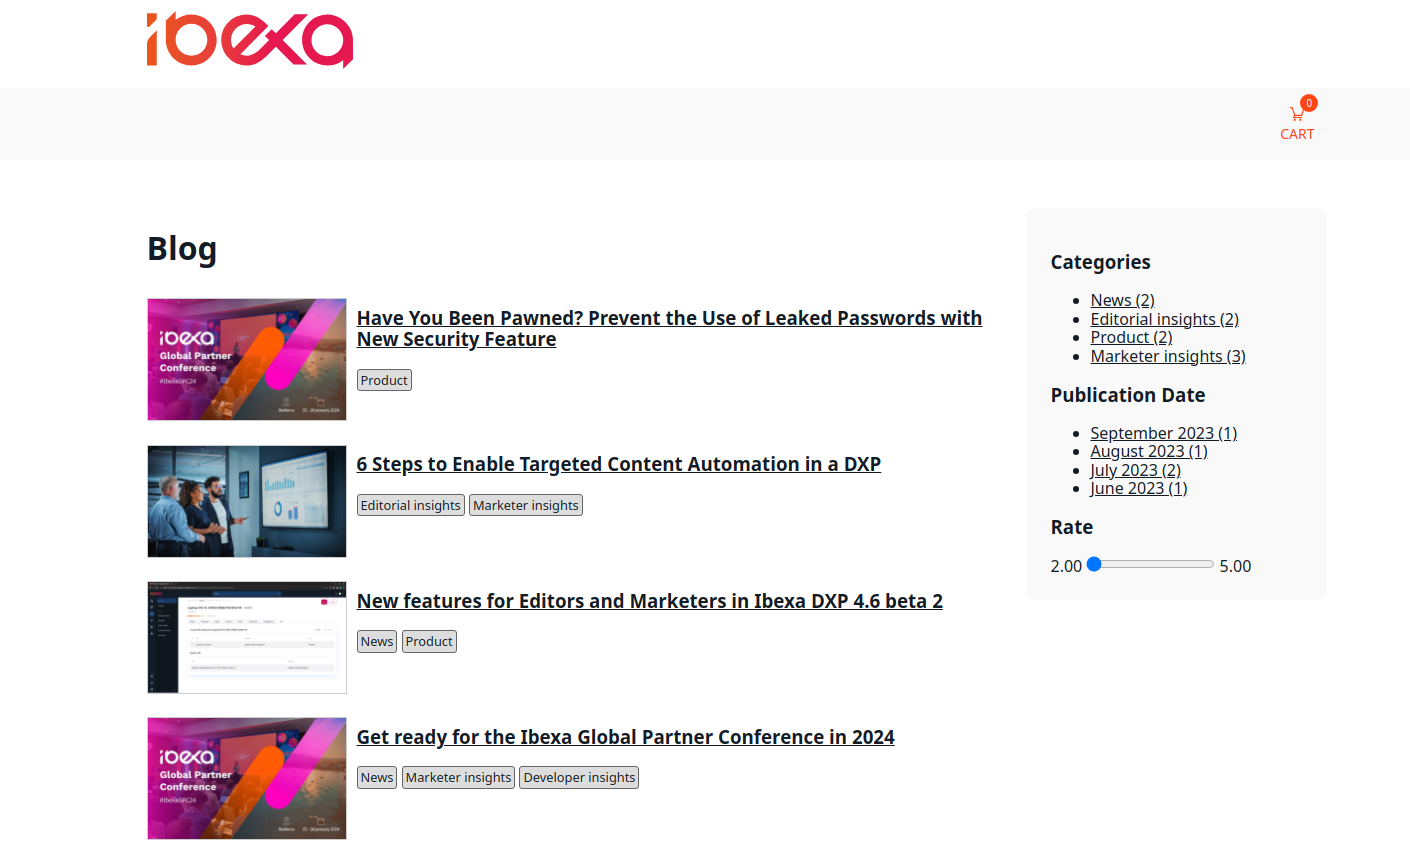 ibexa
0
CART
Blog
ibexa
Global Partner
Conference
#IbexaGPC24
25 - 26 January 2024
Have You Been Pawned? Prevent the Use of Leaked Passwords with
New Security Feature
Product
6 Steps to Enable Targeted Content Automation in a DXP
Editorial insights
Marketer insights
New features for Editors and Marketers in Ibexa DXP 4.6 beta 2
News
Product
ibexa
Global Partner
Conference
#IbexaGPC24
Get ready for the Ibexa Global Partner Conference in 2024
News
Marketer insights
Developer insights
Categories
News (2)
Editorial insights (2)
Product (2)
Marketer insights (3)
Publication Date
September 2023 (1)
August 2023 (1)
July 2023 (2)
June 2023 (1)
Rate
2.00
5.00